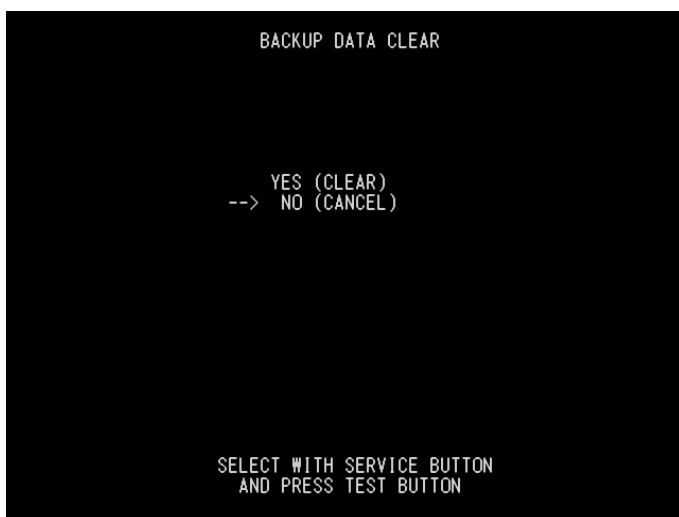 BACKUP DATA CLEAR
YES (CLEAR)
--> NO (CANCEL)
SELECT WITH SERVICE BUTTON
AND PRESS TEST BUTTON